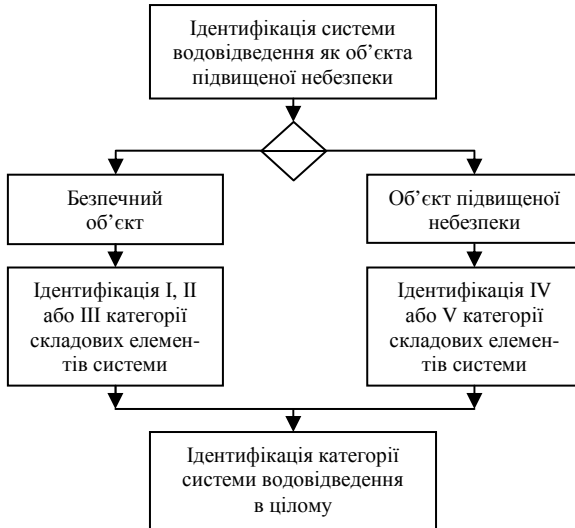 Ідентифікація системи
водовідведення як об’єкта
підвищеної небезпеки
Безпечний
об’єкт
Об’єкт підвищеної
небезпеки
Ідентифікація I, II
або III категорії
складових елемен-
тів системи
Ідентифікація IV
або V категорії
складових елемен-
тів системи
Ідентифікація категорії
системи водовідведення
в цілому